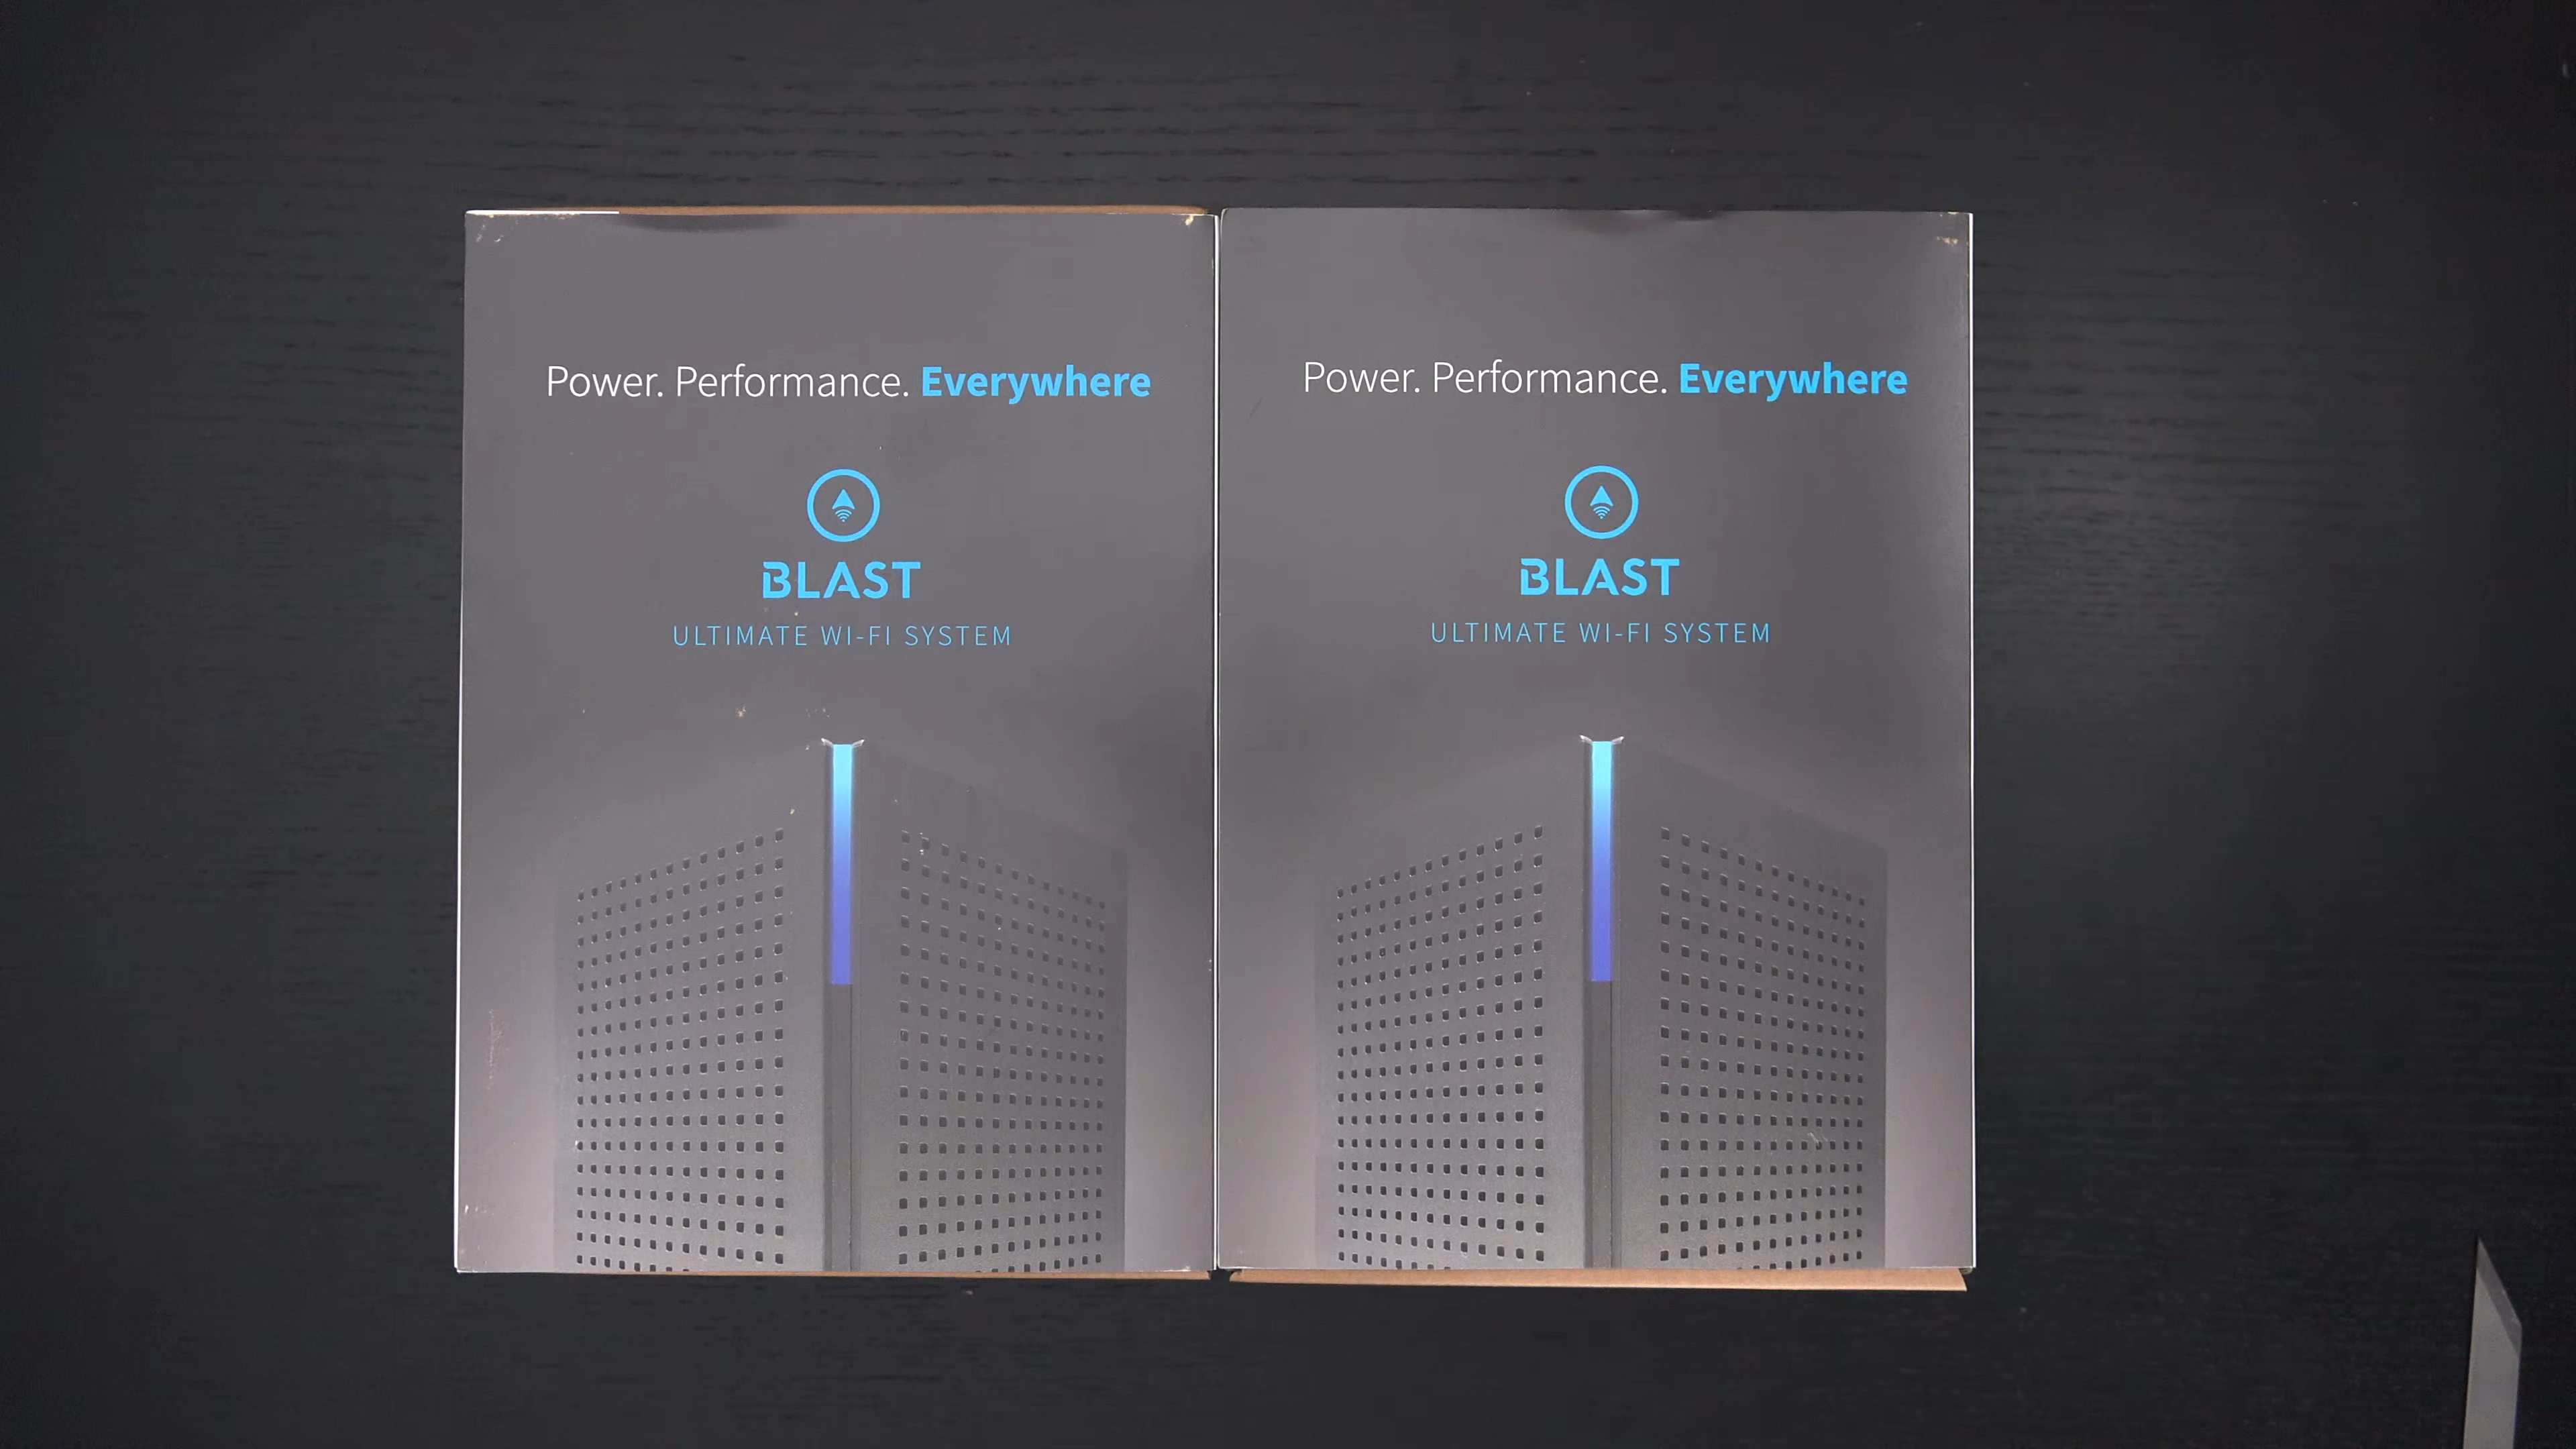 Power. Performance. Everywhere
BLAST
ULTIMATE WI-FI SYSTEM
Power. Performance. Everywhere
BLAST
ULTIMATE WI-FI SYSTEM